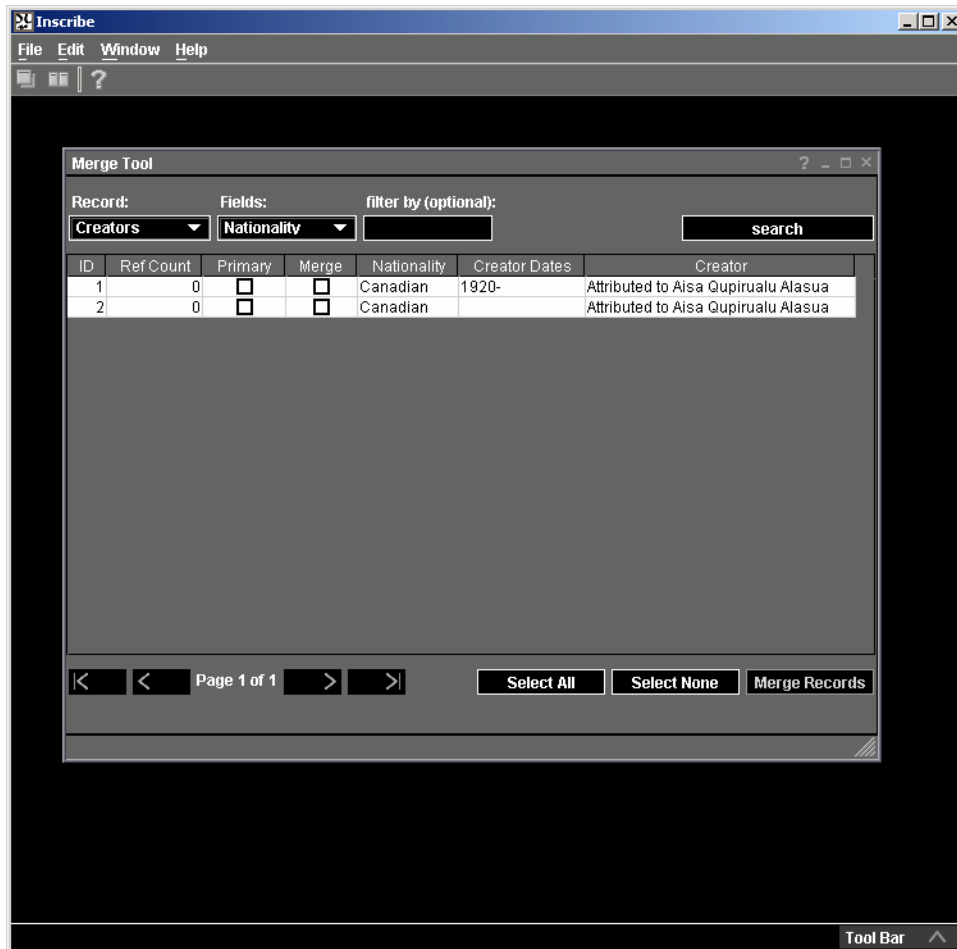 Inscribe
File Edit Window Help
?
Merge Tool ?
Record: Fields: filter by (optional):
Creators Nationality search
ID Ref Count Primary Merge Nationality Creator Dates Creator
1 0 Canadian 1920- Attributed to Aisa Qupirualu Alasua
2 0 Canadian Attributed to Aisa Qupirualu Alasua
Page 1 of 1 Select All Select None Merge Records
Tool Bar